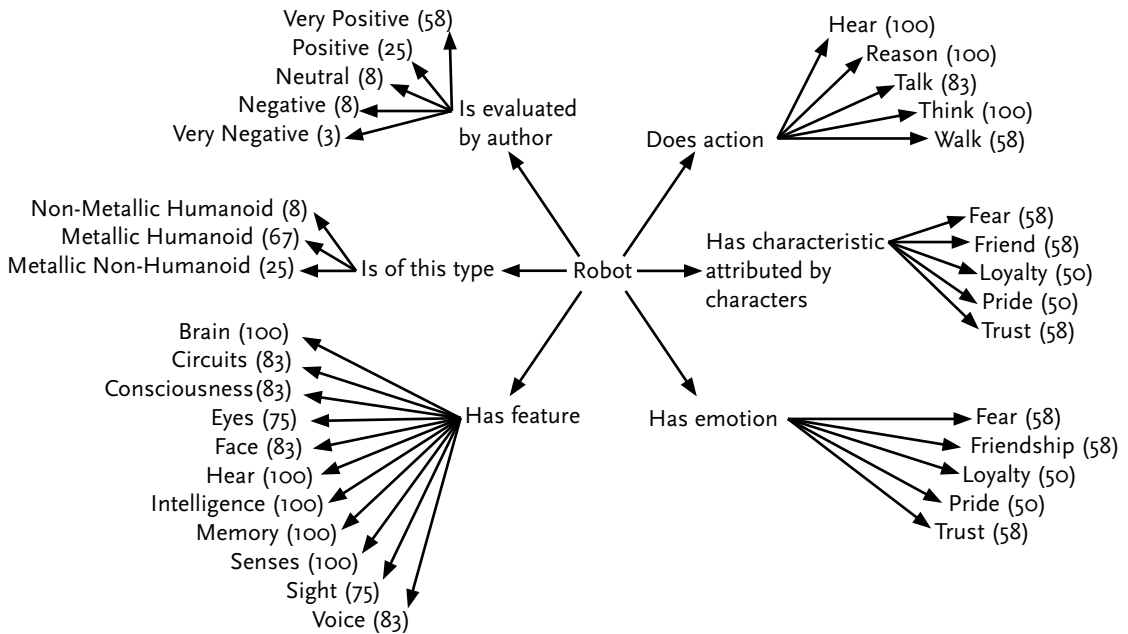 Very Positive (58)
Positive (25)
Neutral (8)
Negative (8)
Very Negative (3)
Is evaluated
by author
Hear (100)
Reason (100)
Talk (83)
Think (100)
Walk (58)
Does action
Non-Metallic Humanoid (8)
Metallic Humanoid (67)
Metallic Non-Humanoid (25)
Is of this type
Robot
Has characteristic
attributed by
characters
Fear (58)
Friend (58)
Loyalty (50)
Pride (50)
Trust (58)
Brain (100)
Circuits (83)
Consciousness(83)
Eyes (75)
Face (83)
Hear (100)
Intelligence (100)
Memory (100)
Senses (100)
Sight (75)
Voice (83)
Has feature
Has emotion
Fear (58)
Friendship (58)
Loyalty (50)
Pride (50)
Trust (58)